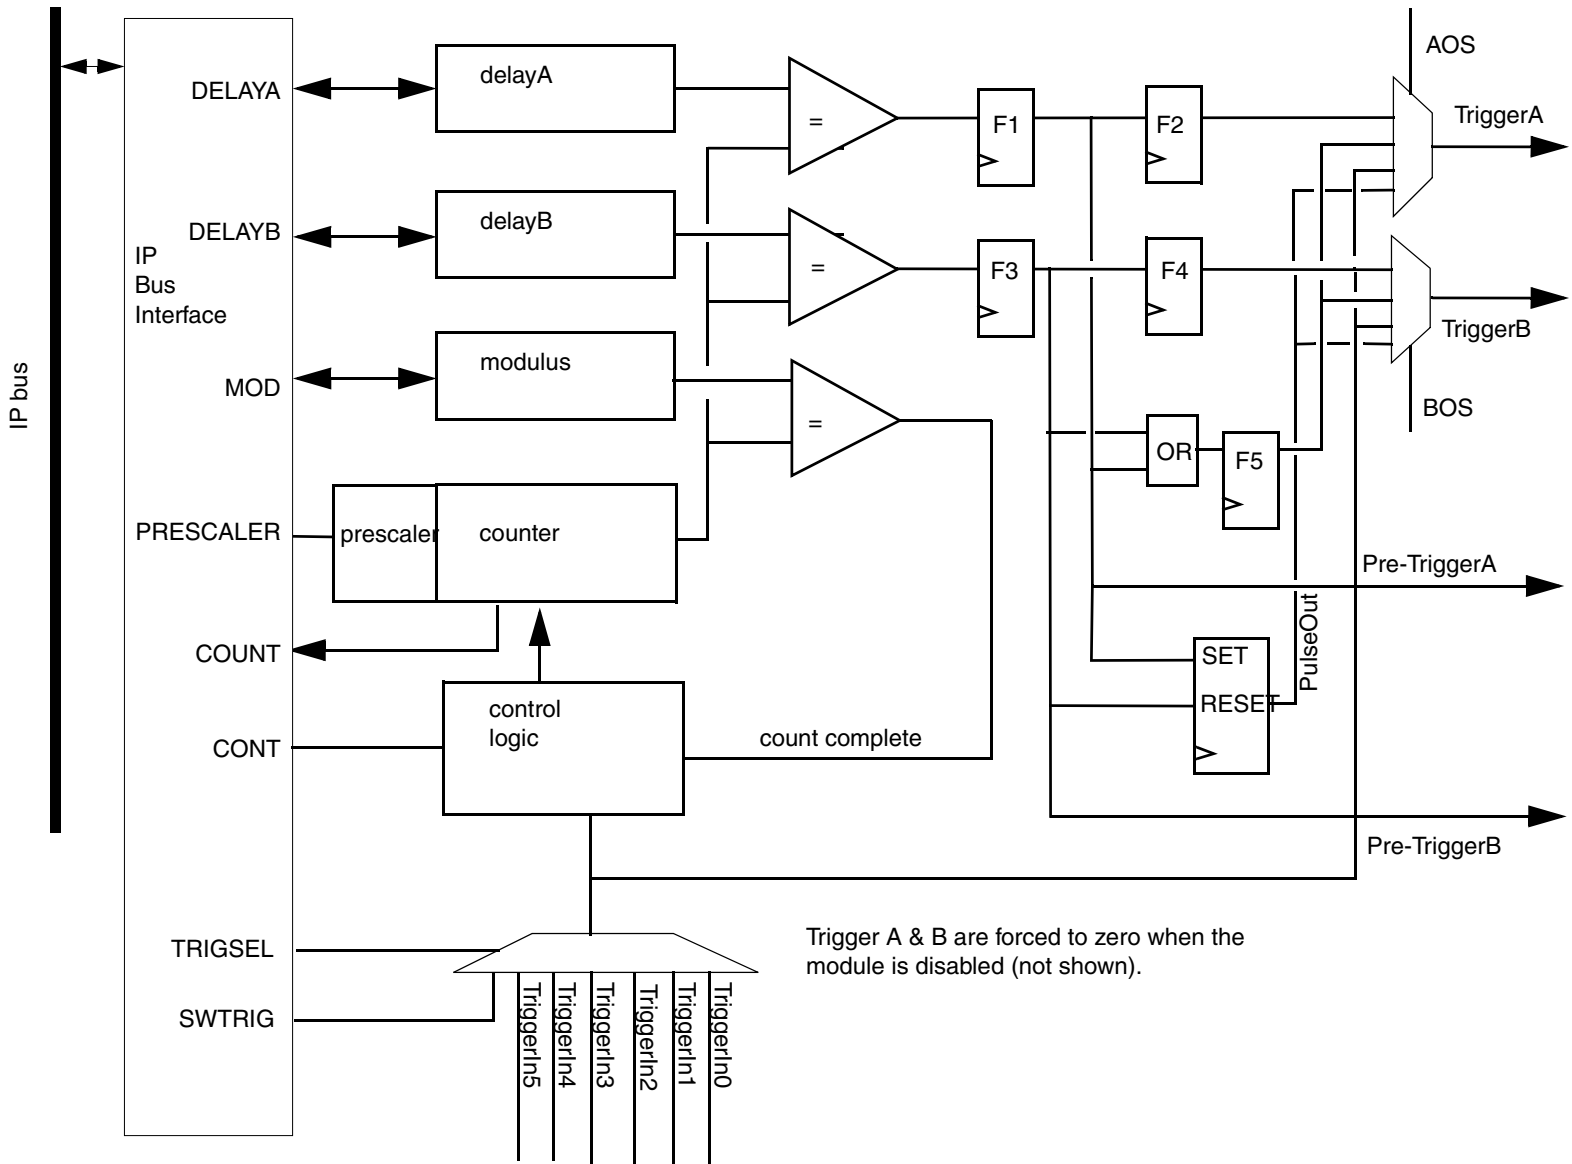 AOS
delayA
DELAYA
=
F1
F2
TriggerA
DELAYB
delayB
IP
Bus
Interface
=
F3
F4
TriggerB
modulus
MOD
IP bus
=
BOS
OR
F5
PRESCALER
prescaler
counter
Pre-TriggerA
PulseOut
COUNT
SET
RESET
control
logic
CONT
count complete
Pre-TriggerB
TRIGSEL
Trigger A & B are forced to zero when the
module is disabled (not shown).
SWTRIG
TriggerIn5
TriggerIn4
TriggerIn3
TriggerIn2
TriggerIn1
TriggerIn0